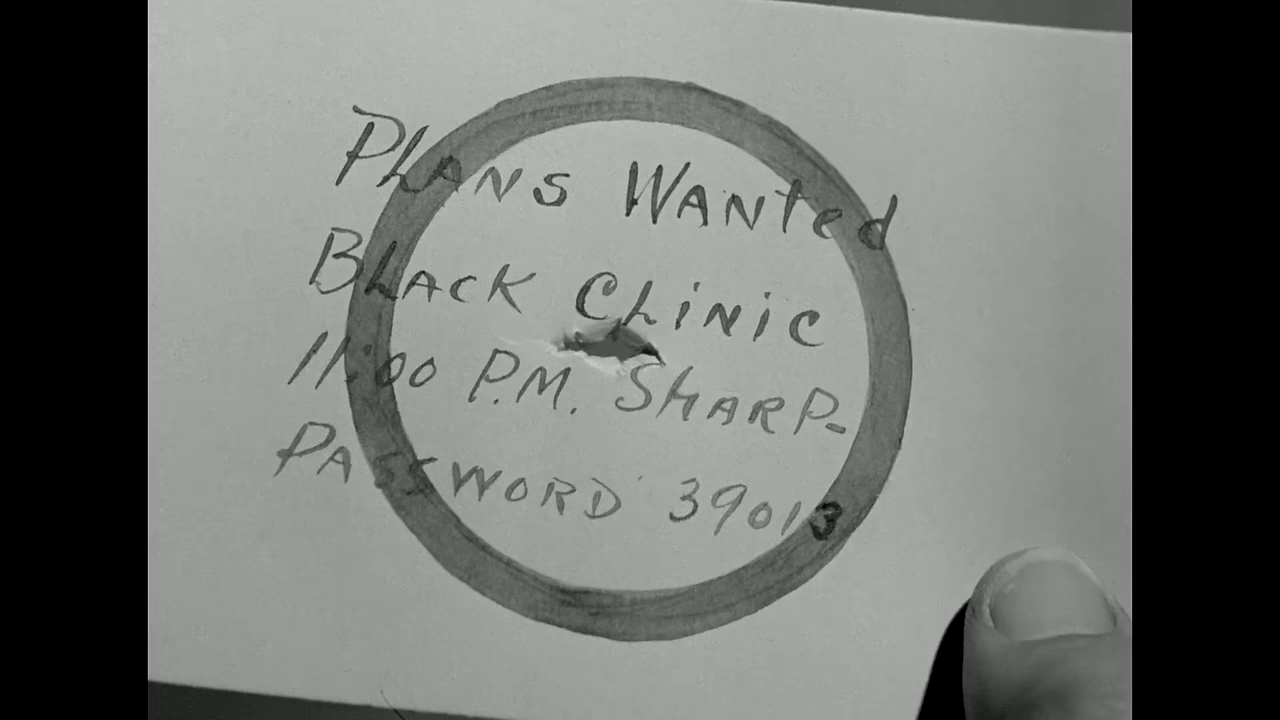 PLANS WANted
BLACK CLiNiC
11:00 P.M. SHARP-
PASSWORD 39013